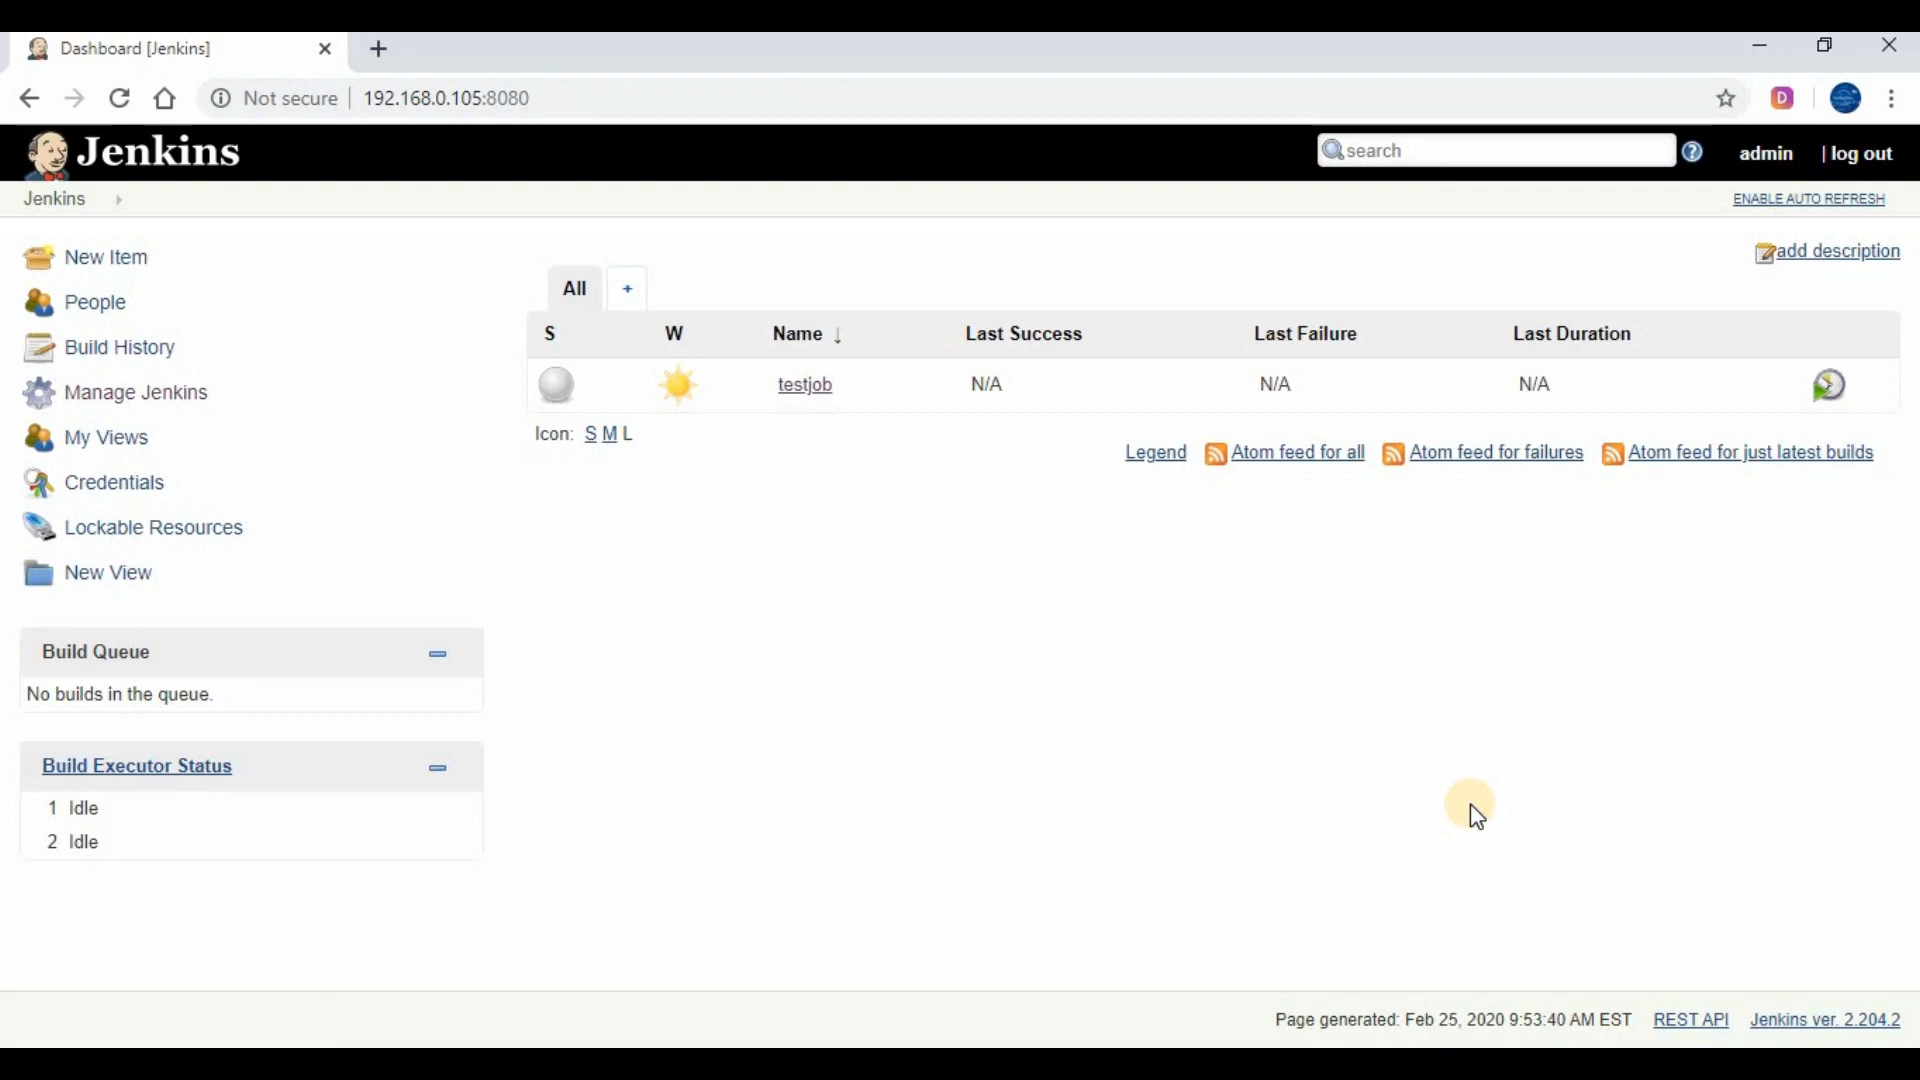 Dashboard [Jenkins]
Not secure 192.168.0.105:8080
D
Jenkins
search
admin | log out
Jenkins
ENABLE AUTO REFRESH
New Item
People
Build History
Manage Jenkins
My Views
Credentials
Lockable Resources
New View
add description
All +
S W Name ↓ Last Success Last Failure Last Duration
testjob N/A N/A N/A
Icon: S M L
Legend Atom feed for all Atom feed for failures Atom feed for just latest builds
Build Queue
No builds in the queue.
Build Executor Status
1 Idle
2 Idle
Page generated: Feb 25, 2020 9:53:40 AM EST REST API Jenkins ver. 2.204.2